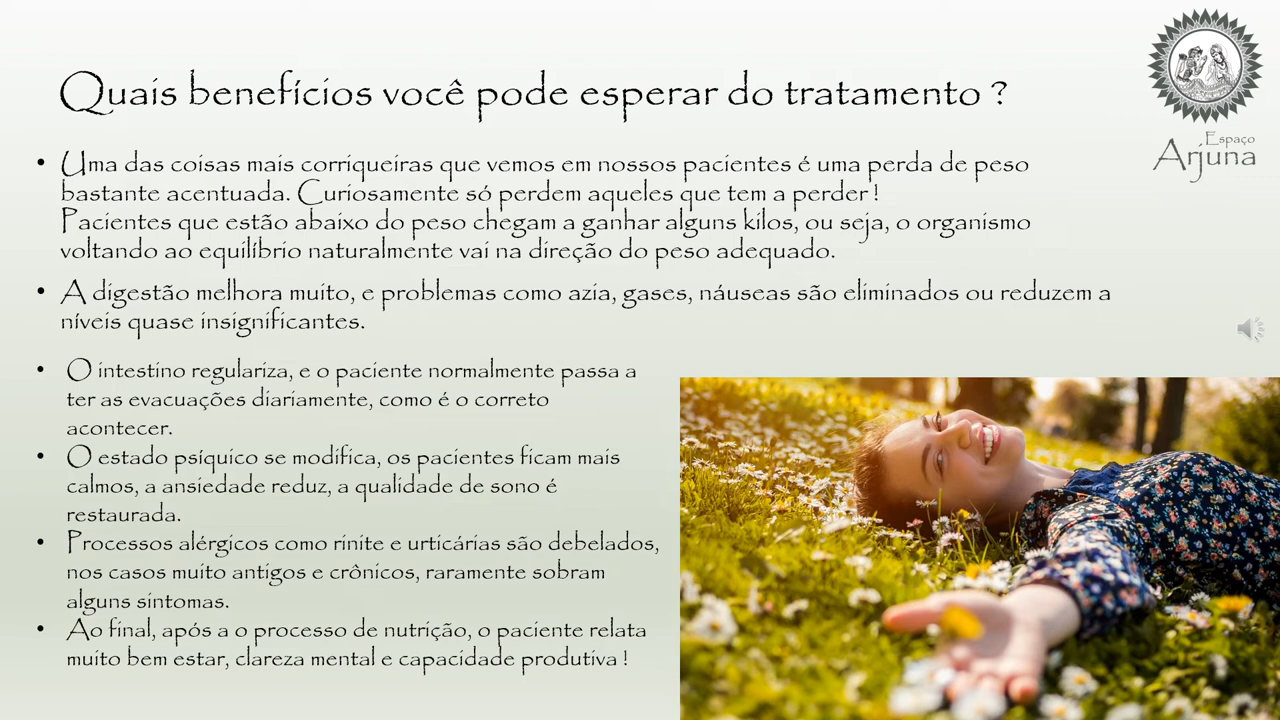 Quais benefícios você pode esperar do tratamento ?
Espaço
Arjuna
• Uma das coisas mais corriqueiras que vemos em nossos pacientes é uma perda de peso
bastante acentuada. Curiosamente só perdem aqueles que tem a perder !
Pacientes que estão abaixo do peso chegam a ganhar alguns kilos, ou seja, o organismo
voltando ao equilíbrio naturalmente vai na direção do peso adequado.
• A digestão melhora muito, e problemas como azia, gases, náuseas são eliminados ou reduzem a
níveis quase insignificantes.
• O intestino regulariza, e o paciente normalmente passa a
ter as evacuações diariamente, como é o correto
acontecer.
• O estado psíquico se modifica, os pacientes ficam mais
calmos, a ansiedade reduz, a qualidade de sono é
restaurada.
• Processos alérgicos como rinite e urticárias são debelados,
nos casos muito antigos e crônicos, raramente sobram
alguns sintomas.
• Ao final, após a o processo de nutrição, o paciente relata
muito bem estar, clareza mental e capacidade produtiva !